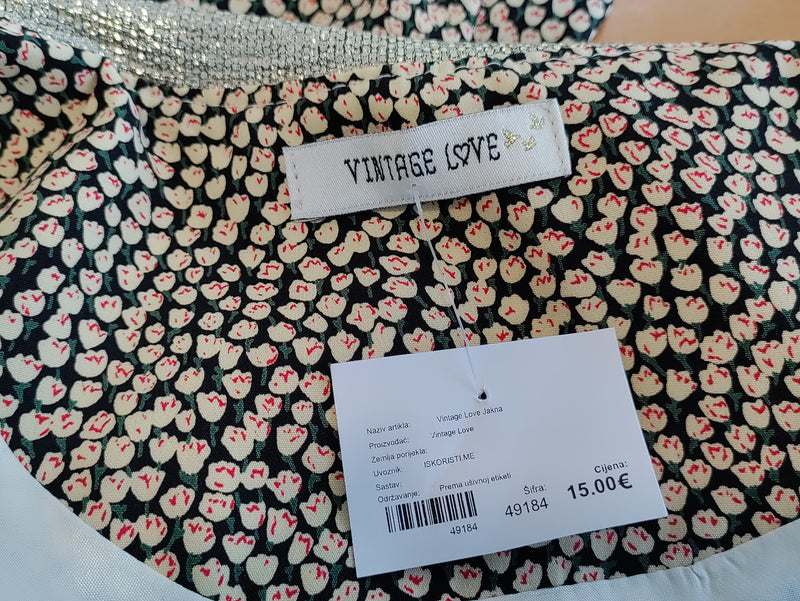 VINTAGE LOVE
Naziv artikla: Vintage Love Jakna
Proizvođač: Vintage Love
Zemlja porijekla:
Uvoznik: ISKORISTI.ME
Sastav:
Održavanje: Prema ušivnoj etiketi
49184
Šifra:
49184
Cijena:
15.00€